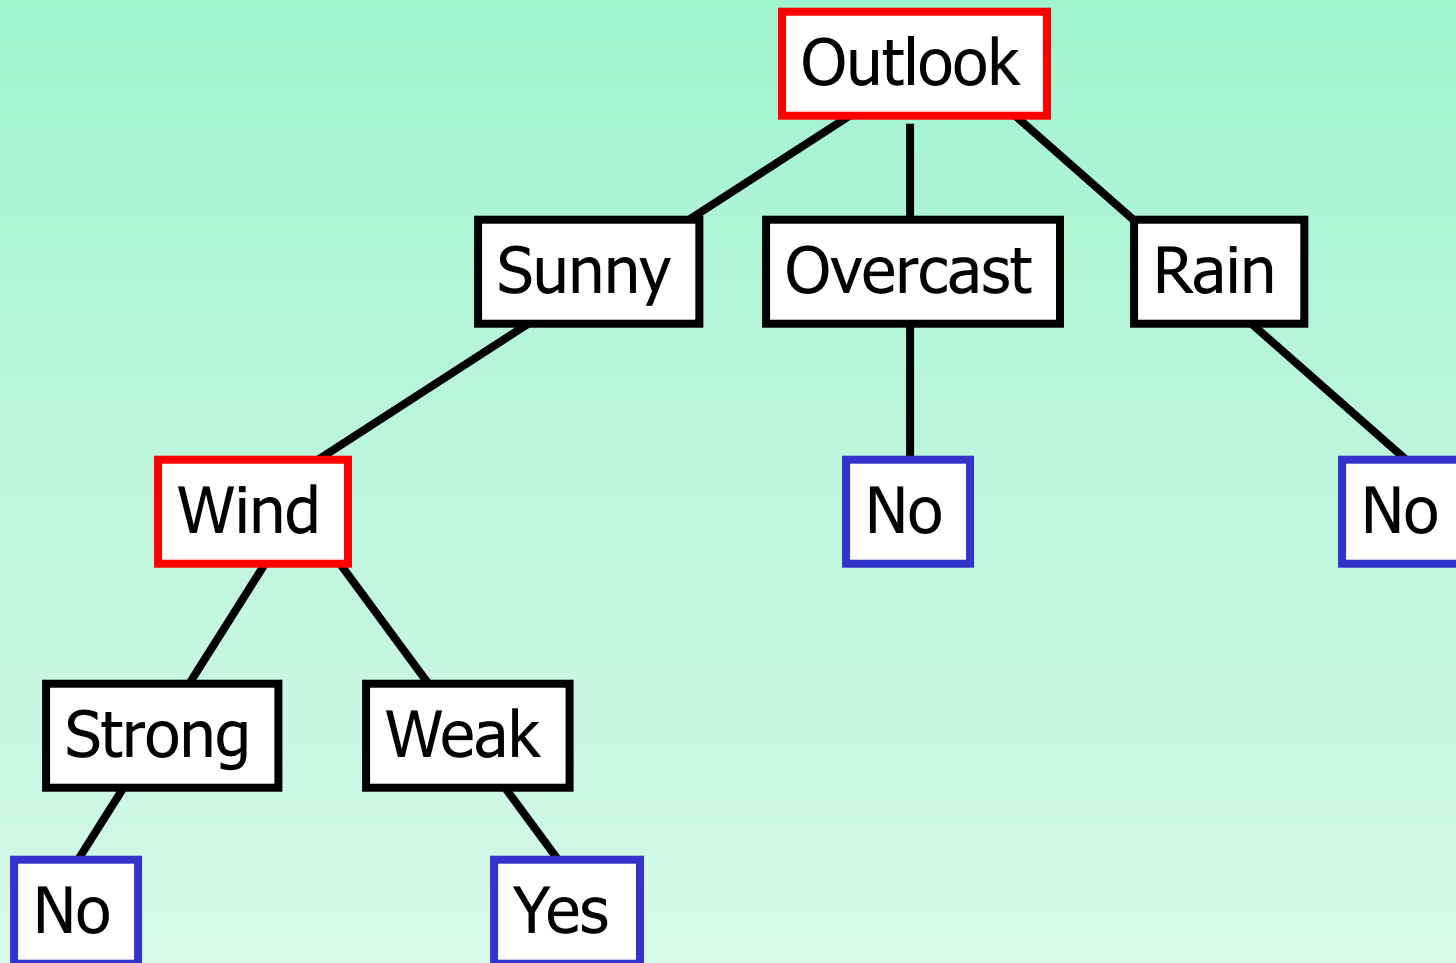 Outlook
Sunny Overcast Rain
Wind No No
Strong Weak
No Yes